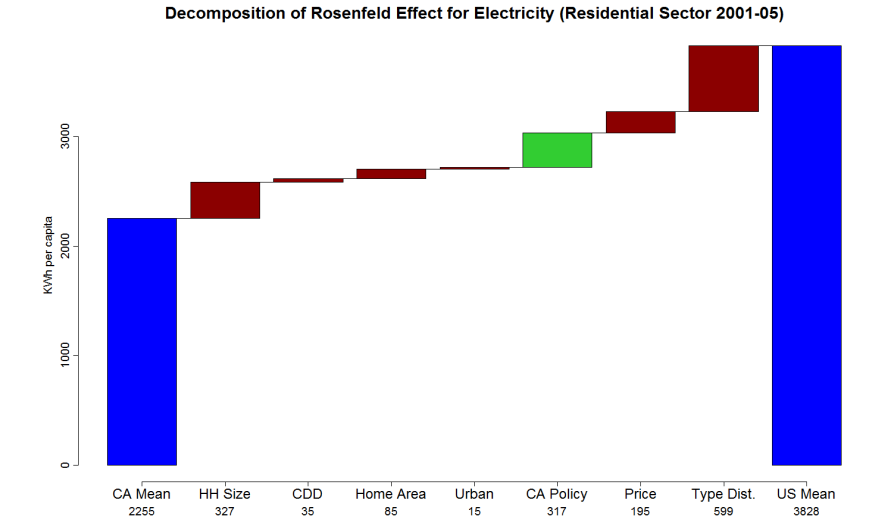 Decomposition of Rosenfeld Effect for Electricity (Residential Sector 2001-05)
KWh per capita
3000
2000
1000
0
CA Mean HH Size CDD Home Area Urban CA Policy Price Type Dist. US Mean
2255 327 35 85 15 317 195 599 3828